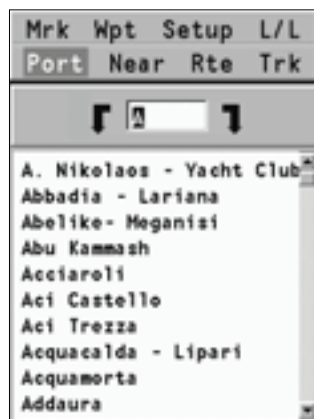 Mrk Wpt Setup L/L
Port Near Rte Trk
A
A. Nikolaos - Yacht Club
Abbadia - Lariana
Abelike- Meganisi
Abu Kammash
Acciaroli
Aci Castello
Aci Trezza
Acquacalda - Lipari
Acquamorta
Addaura